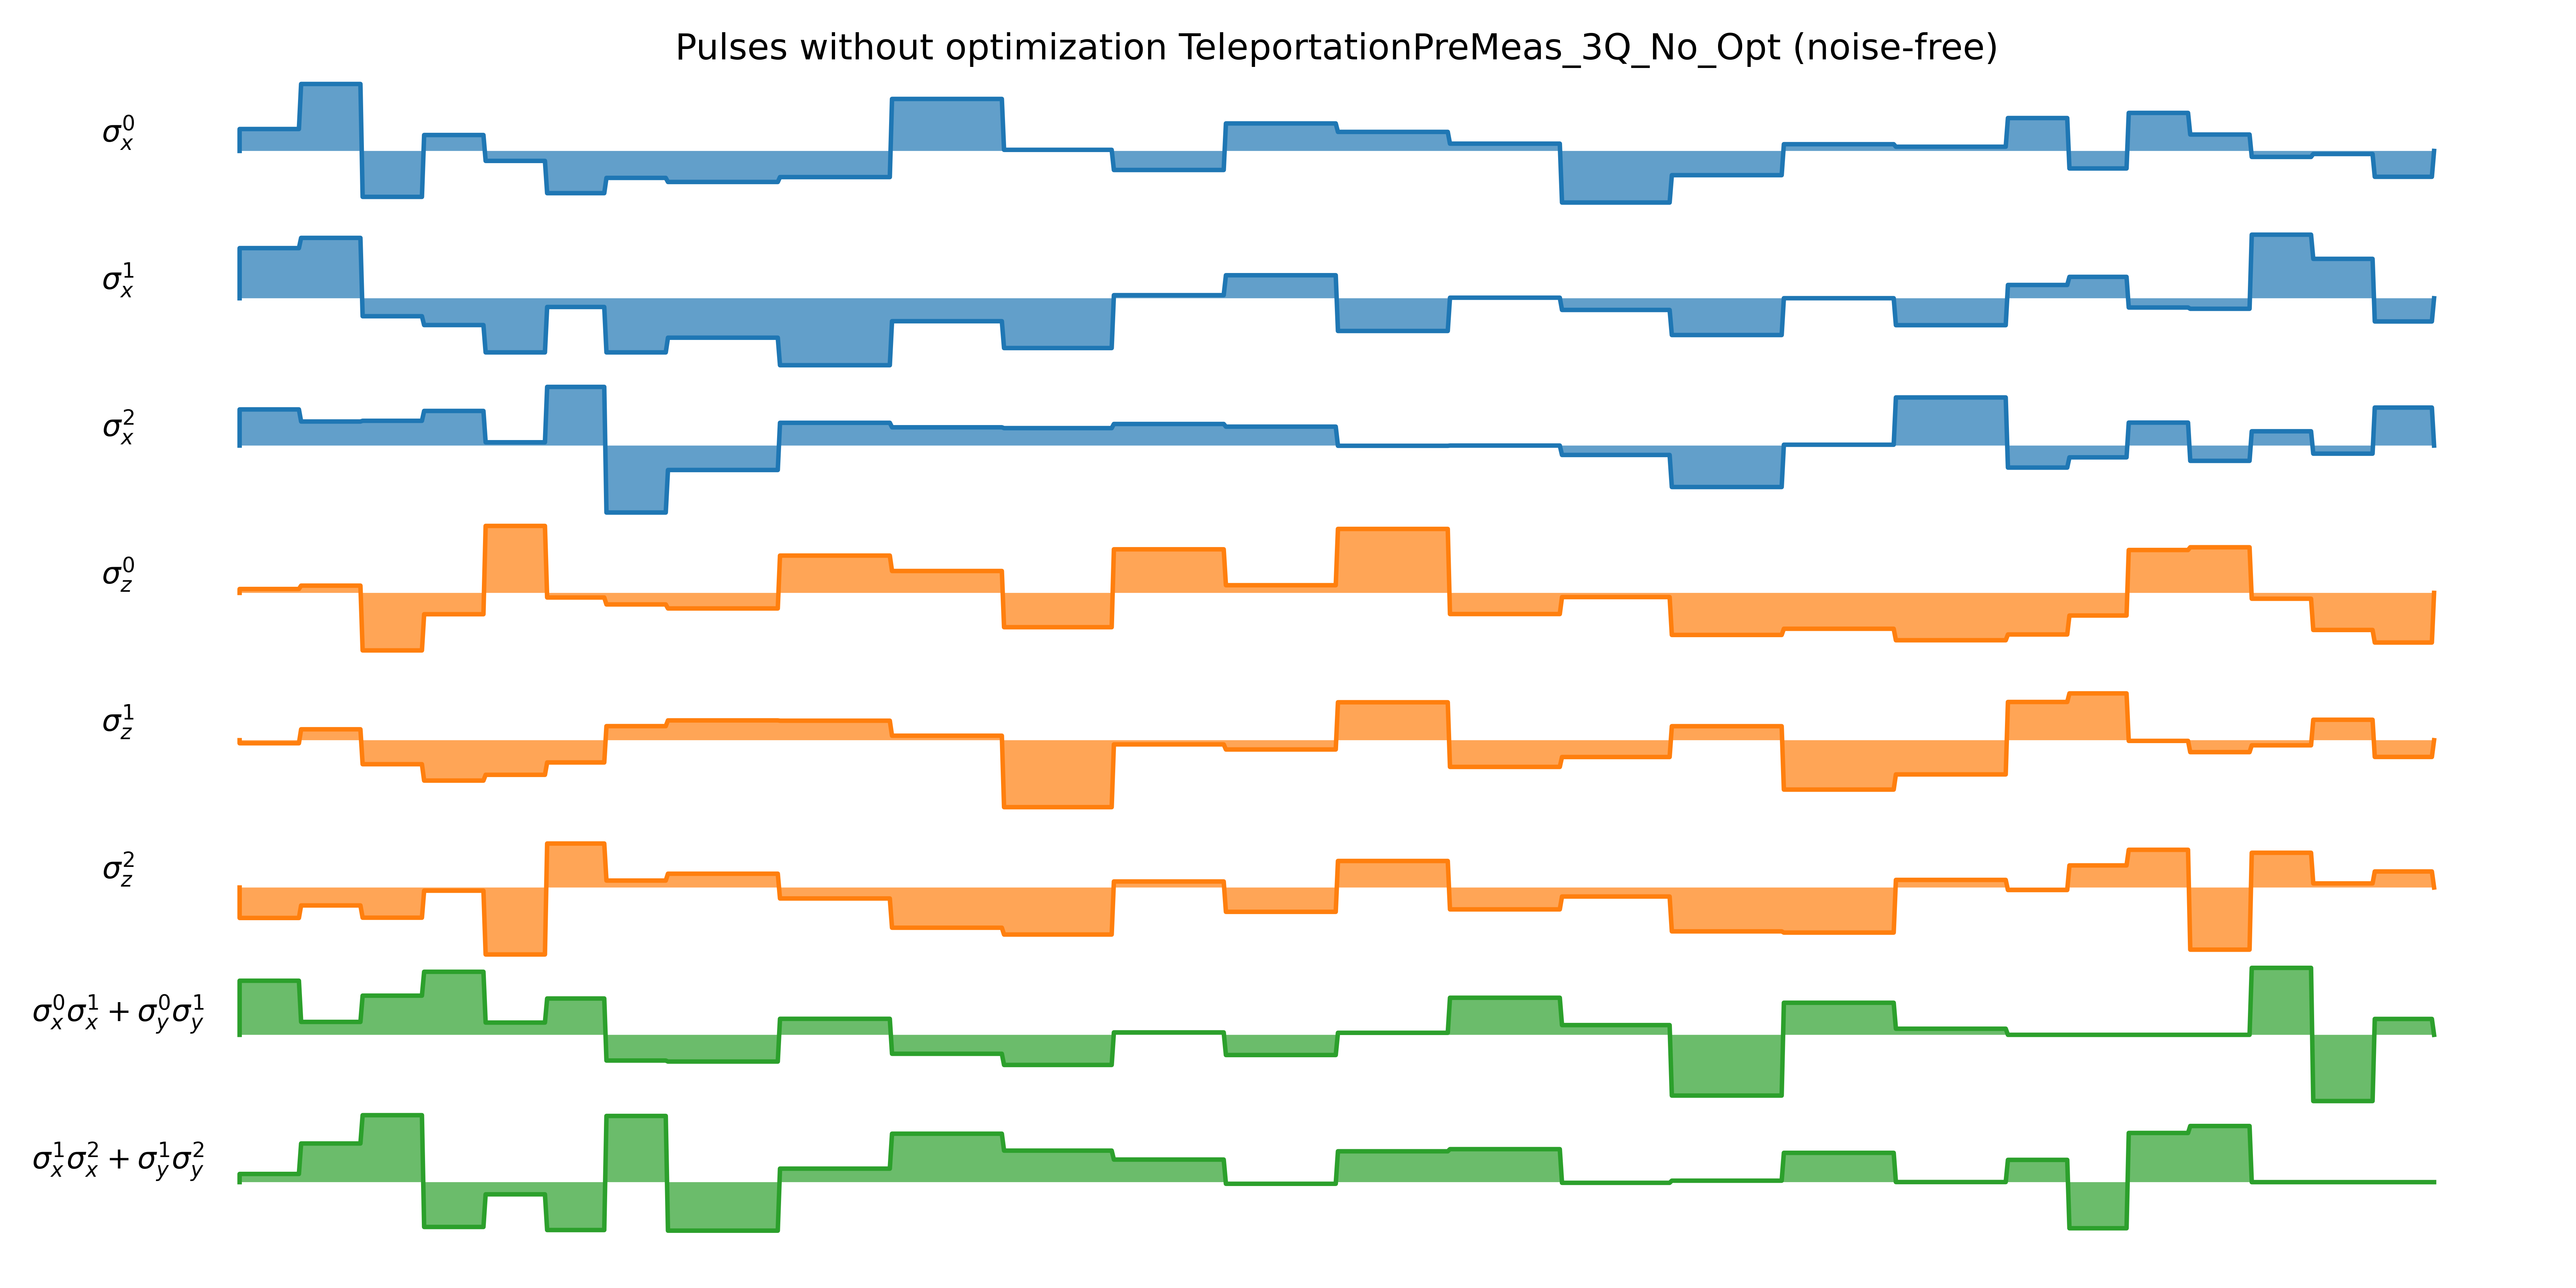 Pulses without optimization TeleportationPreMeas_3Q_No_Opt (noise-free)
σ_x^0
σ_x^1
σ_x^2
σ_z^0
σ_z^1
σ_z^2
σ_x^0σ_x^1 + σ_y^0σ_y^1
σ_x^1σ_x^2 + σ_y^1σ_y^2